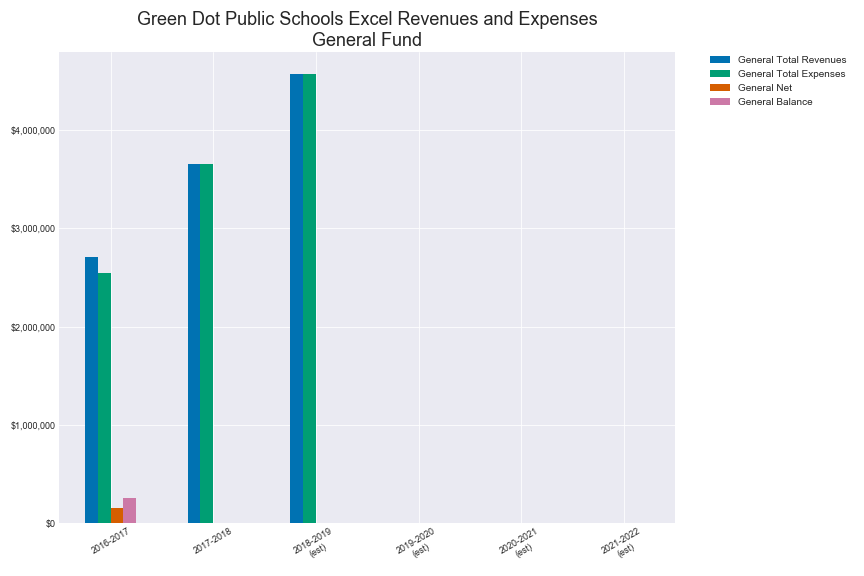 Green Dot Public Schools Excel Revenues and Expenses
General Fund
General Total Revenues
General Total Expenses
General Net
General Balance
$4,000,000
$3,000,000
$2,000,000
$1,000,000
$0
2016-2017
2017-2018
2018-2019
(est)
2019-2020
(est)
2020-2021
(est)
2021-2022
(est)